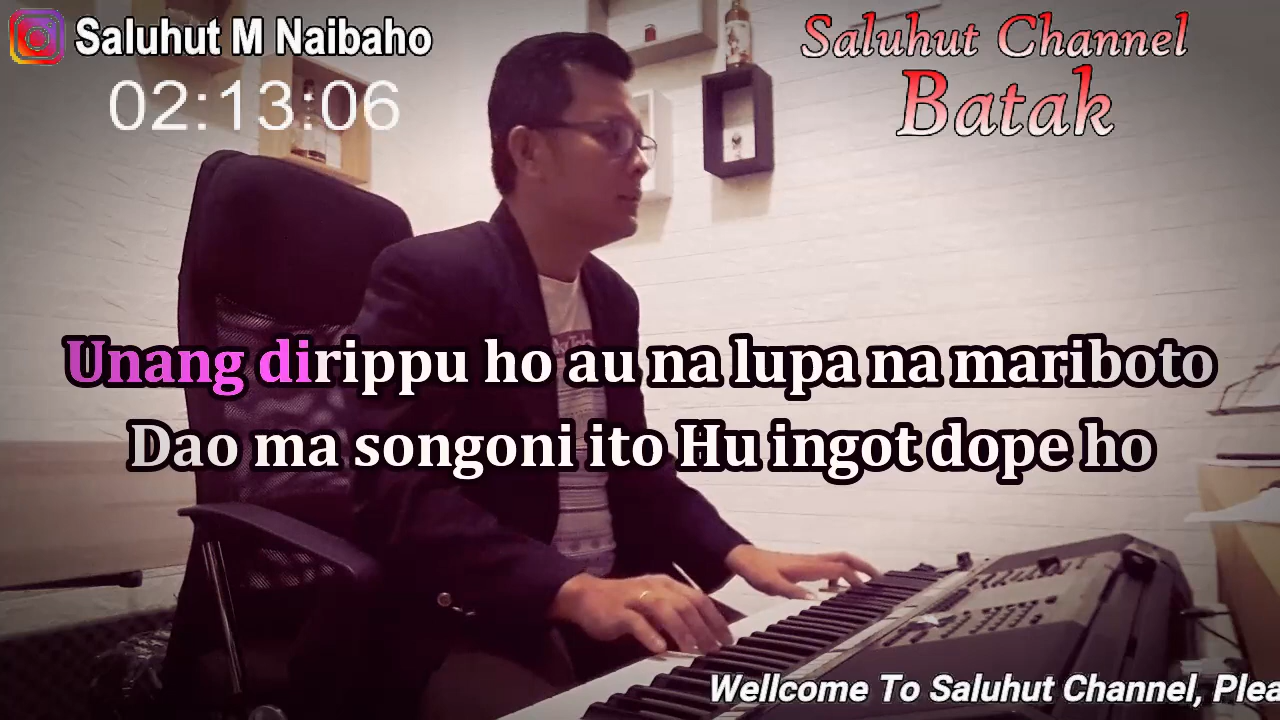 Saluhut M Naibaho
02:13:06
Saluhut Channel
Batak
Unang dirippu ho au na lupa na mariboto
Dao ma songoni ito Hu ingot dope ho
Wellcome To Saluhut Channel, Plea